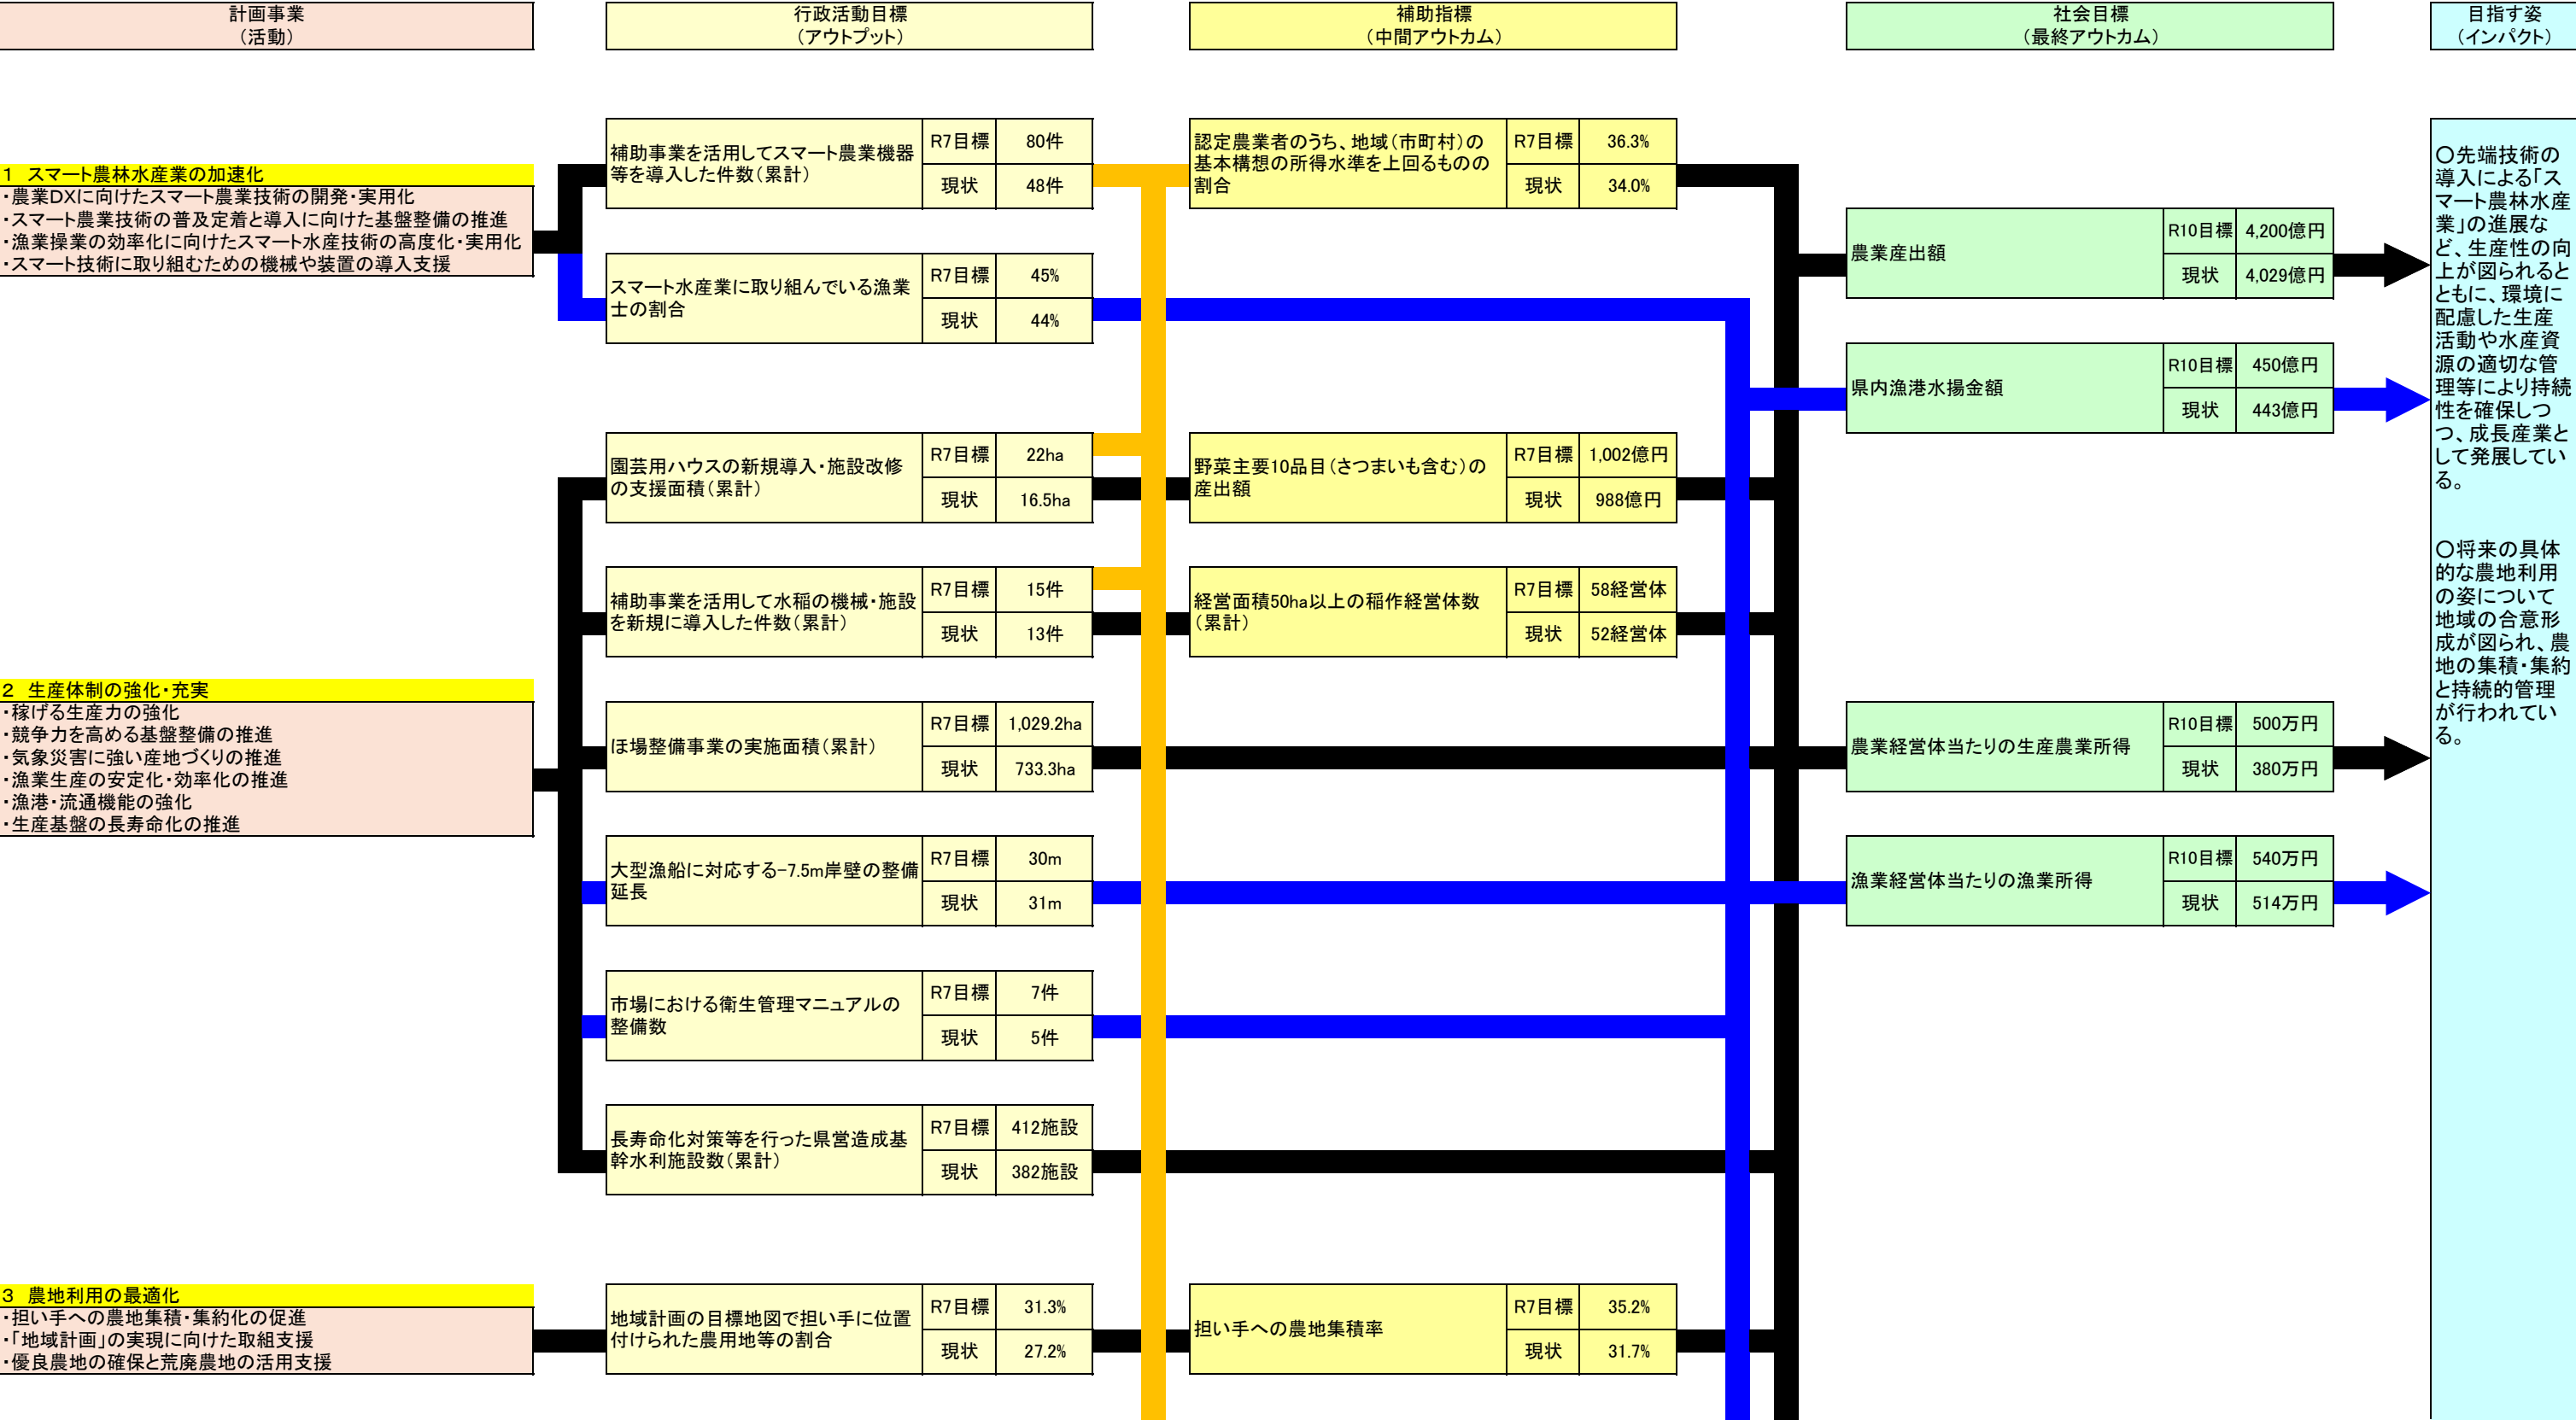 計画事業
（活動）
行政活動目標
（アウトプット）
補助指標
（中間アウトカム）
社会目標
（最終アウトカム）
目指す姿
（インパクト）
1　スマート農林水産業の加速化
・農業DXに向けたスマート農業技術の開発・実用化
・スマート農業技術の普及定着と導入に向けた基盤整備の推進
・漁業操業の効率化に向けたスマート水産技術の高度化・実用化
・スマート技術に取り組むための機械や装置の導入支援
補助事業を活用してスマート農業機器
等を導入した件数（累計）
R7目標
80件
現状
48件
スマート水産業に取り組んでいる漁業
士の割合
R7目標
45%
現状
44%
認定農業者のうち、地域（市町村）の
基本構想の所得水準を上回るものの
割合
R7目標
36.3%
現状
34.0%
農業産出額
R10目標
4,200億円
現状
4,029億円
県内漁港水揚金額
R10目標
450億円
現状
443億円
2　生産体制の強化・充実
・稼げる生産力の強化
・競争力を高める基盤整備の推進
・気象災害に強い産地づくりの推進
・漁業生産の安定化・効率化の推進
・漁港・流通機能の強化
・生産基盤の長寿命化の推進
園芸用ハウスの新規導入・施設改修
の支援面積（累計）
R7目標
22ha
現状
16.5ha
野菜主要10品目（さつまいも含む）の
産出額
R7目標
1,002億円
現状
988億円
補助事業を活用して水稲の機械・施設
を新規に導入した件数（累計）
R7目標
15件
現状
13件
経営面積50ha以上の稲作経営体数
（累計）
R7目標
58経営体
現状
52経営体
ほ場整備事業の実施面積（累計）
R7目標
1,029.2ha
現状
733.3ha
農業経営体当たりの生産農業所得
R10目標
500万円
現状
380万円
大型漁船に対応する-7.5m岸壁の整備
延長
R7目標
30m
現状
31m
漁業経営体当たりの漁業所得
R10目標
540万円
現状
514万円
市場における衛生管理マニュアルの
整備数
R7目標
7件
現状
5件
長寿命化対策等を行った県営造成基
幹水利施設数（累計）
R7目標
412施設
現状
382施設
3　農地利用の最適化
・担い手への農地集積・集約化の促進
・「地域計画」の実現に向けた取組支援
・優良農地の確保と荒廃農地の活用支援
地域計画の目標地図で担い手に位置
付けられた農用地等の割合
R7目標
31.3%
現状
27.2%
担い手への農地集積率
R7目標
35.2%
現状
31.7%
〇先端技術の
導入による「ス
マート農林水産
業」の進展な
ど、生産性の向
上が図られると
ともに、環境に
配慮した生産
活動や水産資
源の適切な管
理等により持続
性を確保しつ
つ、成長産業と
して発展してい
る。
〇将来の具体
的な農地利用
の姿について
地域の合意形
成が図られ、農
地の集積・集約
と持続的管理
が行われてい
る。